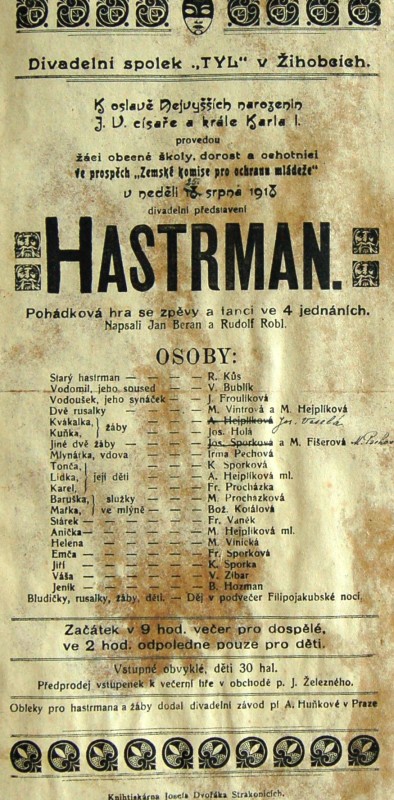 Divadelní spolek „TYL“ v Žihobcích.
K oslavě Nejvyšších narozenin
J. V. císaře a krále Karla I.
provedou
žáci obecné školy, dorost a ochotníci
ve prospěch „Zemské komise pro ochranu mládeže“
v neděli 18. srpna 1918
divadelní představení
HASTRMAN.
Pohádková hra se zpěvy a tanci ve 4 jednáních.
Napsali Jan Beran a Rudolf Robl.
OSOBY:
Starý hastrman — — — — R. Kůs
Vodomil, jeho soused — — — V. Bublík
Vodoušek, jeho synáček — — — J. Froulíková
Dvě rusalky — — — — M. Vintrová a M. Hejplíková
Kvákalka, } žáby — — — A. Hejplíková Jos. Veselá
Kuňka, } — — — Jos. Holá
Jiné dvě žáby — — — — Jos. Sporková a M. Fišerová
Mlynářka, vdova — — — — Irma Pechová
Tonča, } — — — K. Sporková
Lidka, } její děti — — — A. Hejplíková ml.
Karel, } — — — Fr. Procházka
Baruška, } služky — — — M. Procházková
Mařka, } ve mlýně — — — Bož. Kotálová
Stárek — — — — — Fr. Vaněk
Anička — — — — — M. Hejplíková ml.
Helena — — — — — M. Vinická
Emča — — — — — Fr. Sporková
Jiří — — — — — K. Sporka
Váša — — — — — V. Zíbar
Jeník — — — — — B. Hozman
Bludičky, rusalky, žáby, děti. — Děj v podvečer Filipojakubské noci.
Začátek v 9 hod. večer pro dospělé,
ve 2 hod. odpoledne pouze pro děti.
Vstupné obvyklé, děti 30 hal.
Předprodej vstupenek k večerní hře v obchodě p. J. Železného.
Obleky pro hastrmana a žáby dodal divadelní závod pí A. Huňkové v Praze
Knihtiskárna Josefa Dvořáka Strakonicích.